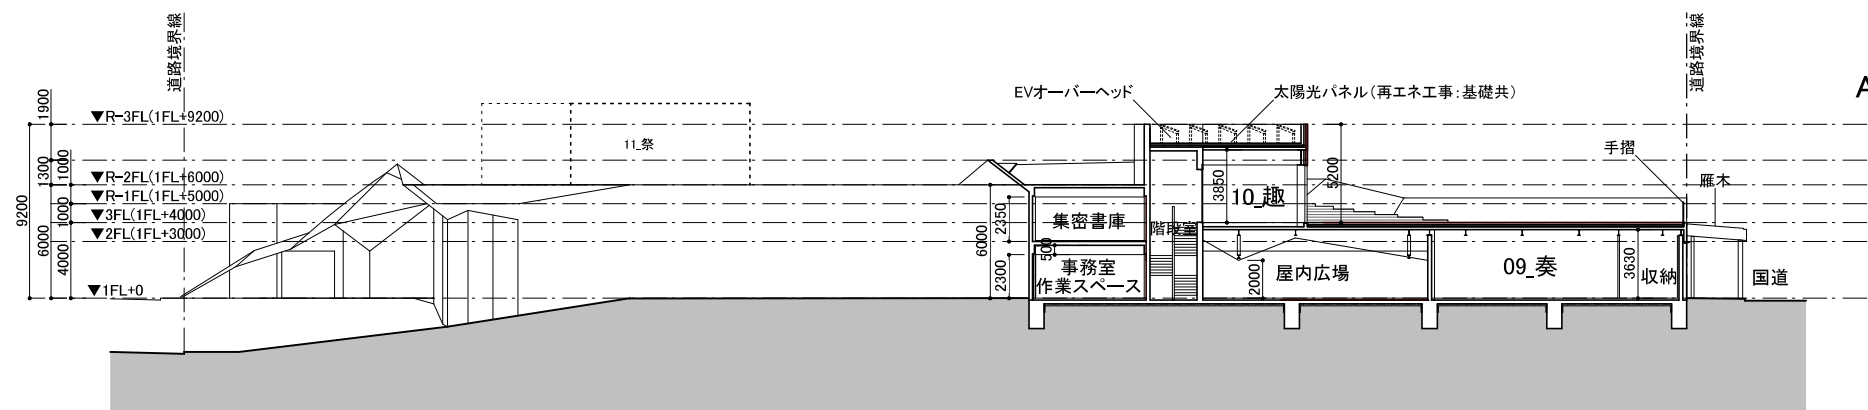 道路境界線
道路境界線
A
EVオーバーヘッド
太陽光パネル(再エネ工事:基礎共)
1900
▼R-3FL(1FL+9200)
11_祭
手摺
1300
1000
3850
5200
雁木
▼R-2FL(1FL+6000)
▼R-1FL(1FL+5000)
10_趣
9200
1000
▼3FL(1FL+4000)
集密書庫
2350
階段室
▼2FL(1FL+3000)
6000
4000
6000
500
事務室
作業スペース
2300
2000
屋内広場
09_奏
3630
収納
国道
▼1FL+0